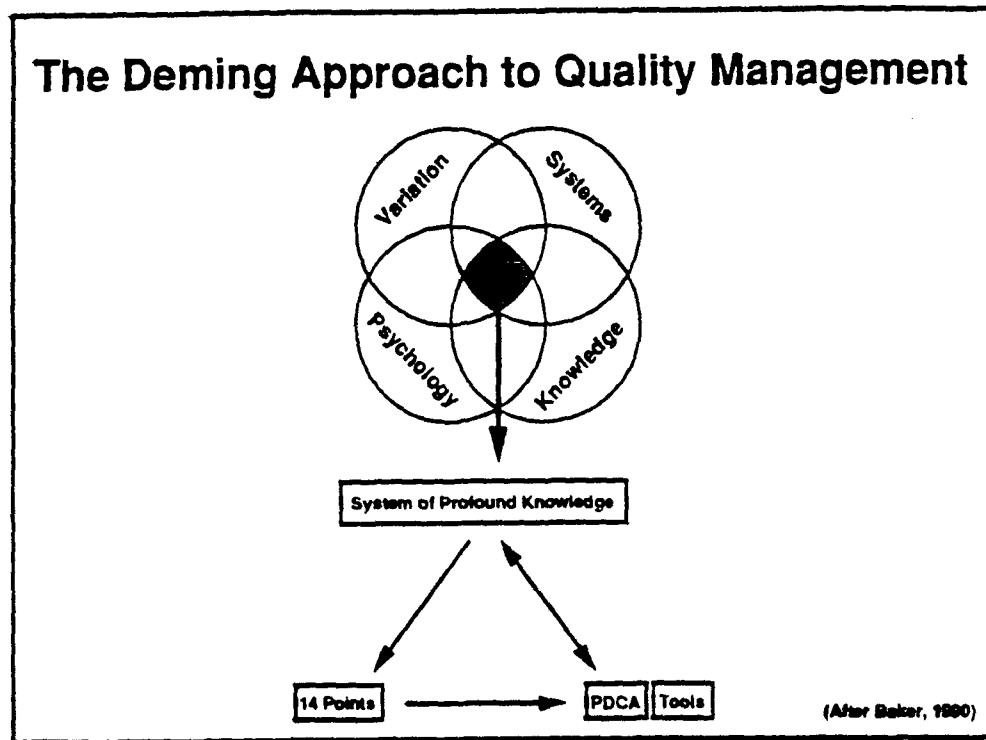 The Deming Approach to Quality Management
Variation
Systems
Psychology
Knowledge
System of Profound Knowledge
14 Points
PDCA
Tools
(After Baker, 1990)